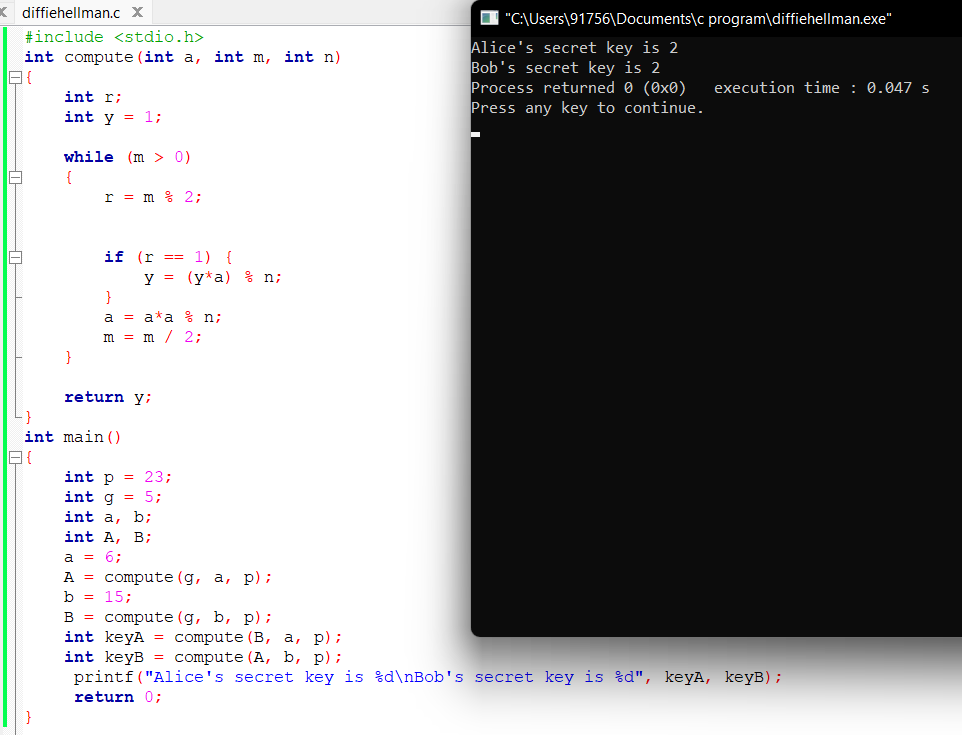 diffiehellman.c X
#include <stdio.h>
int compute(int a, int m, int n)
{
int r;
int y = 1;
while (m > 0)
{
r = m % 2;
if (r == 1) {
y = (y*a) % n;
}
a = a*a % n;
m = m / 2;
}
return y;
}
int main()
{
int p = 23;
int g = 5;
int a, b;
int A, B;
a = 6;
A = compute(g, a, p);
b = 15;
B = compute(g, b, p);
int keyA = compute(B, a, p);
int keyB = compute(A, b, p);
printf("Alice's secret key is %d\nBob's secret key is %d", keyA, keyB);
return 0;
}
"C:\Users\91756\Documents\c program\diffiehellman.exe"
Alice's secret key is 2
Bob's secret key is 2
Process returned 0 (0x0)   execution time : 0.047 s
Press any key to continue.